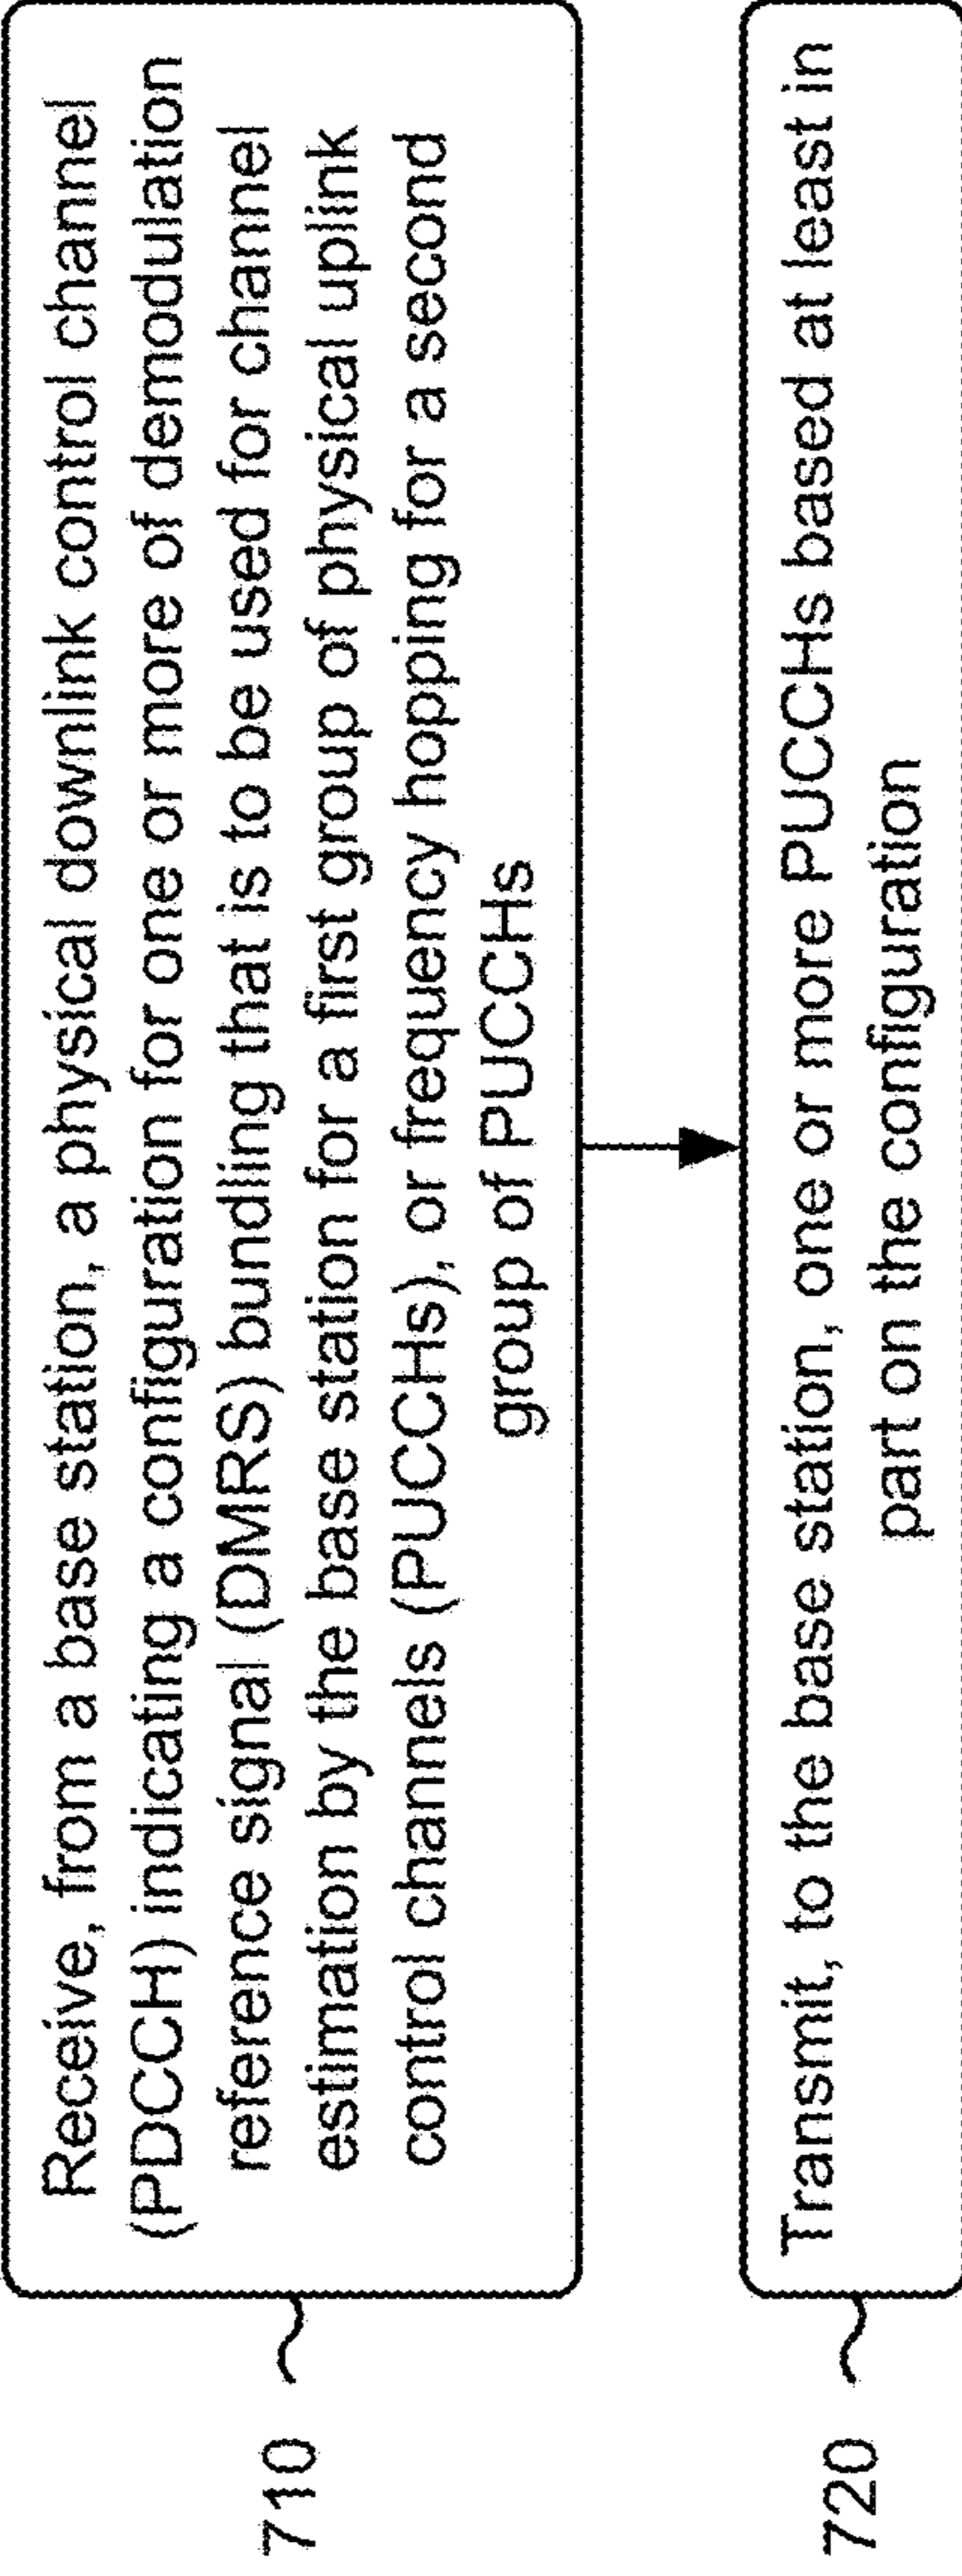 Receive, from a base station, a physical downlink control channel
(PDCCH) indicating a configuration for one or more of demodulation
reference signal (DMRS) bundling that is to be used for channel
estimation by the base station for a first group of physical uplink
control channels (PUCCHs), or frequency hopping for a second
group of PUCCHs
710
Transmit, to the base station, one or more PUCCHs based at least in
part on the configuration
720